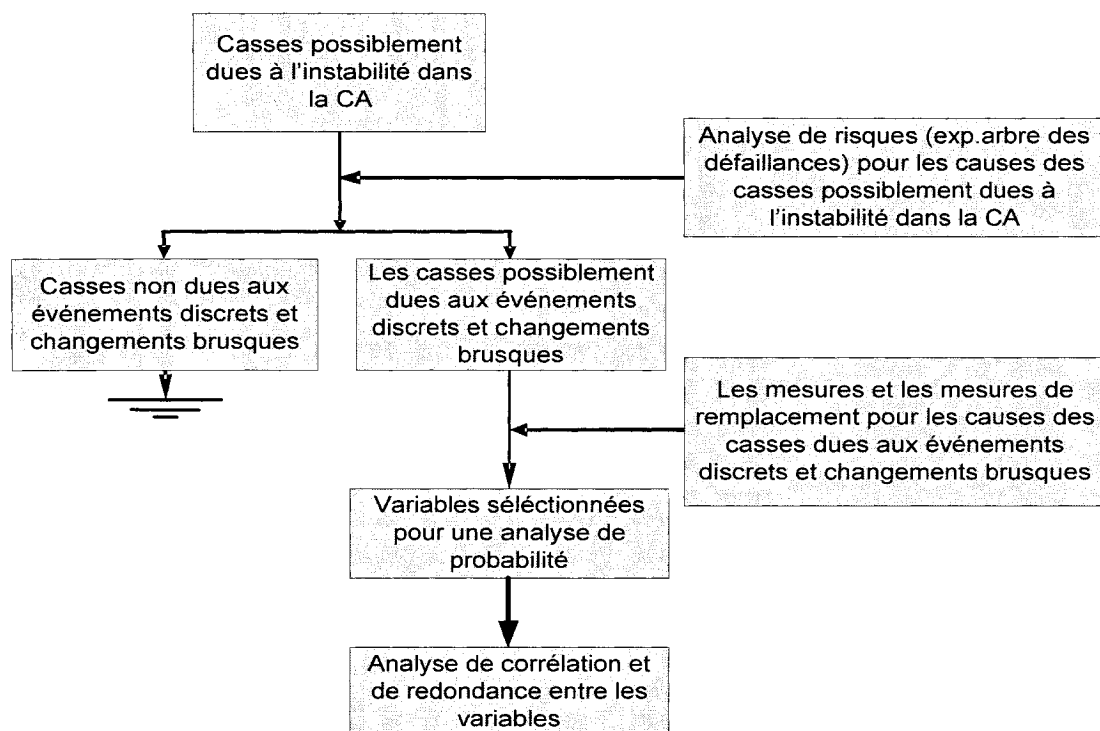 Casses possiblement
dues à l'instabilité dans
la CA
Analyse de risques (exp.arbre des
défaillances) pour les causes des
casses possiblement dues à
l'instabilité dans la CA
Casses non dues aux
événements discrets et
changements brusques
Les casses possiblement
dues aux événements
discrets et changements
brusques
Les mesures et les mesures de
remplacement pour les causes des
casses dues aux événements
discrets et changements brusques
Variables séléctionnées
pour une analyse de
probabilité
Analyse de corrélation et
de redondance entre les
variables